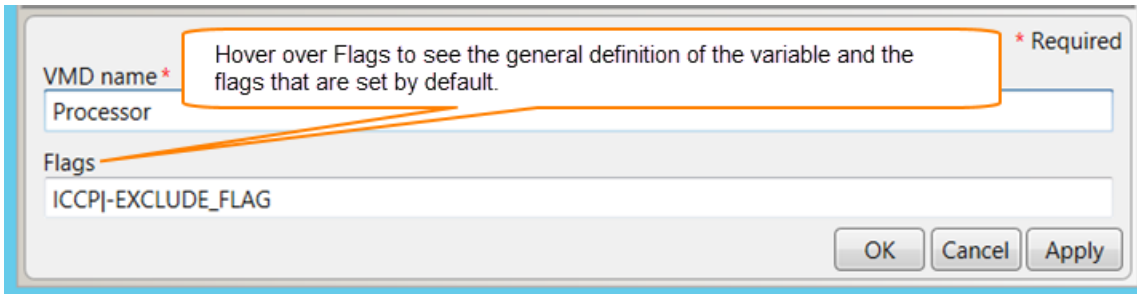 * Required
Hover over Flags to see the general definition of the variable and the
flags that are set by default.
VMD name *
Processor
Flags
ICCP|-EXCLUDE_FLAG
OK Cancel Apply